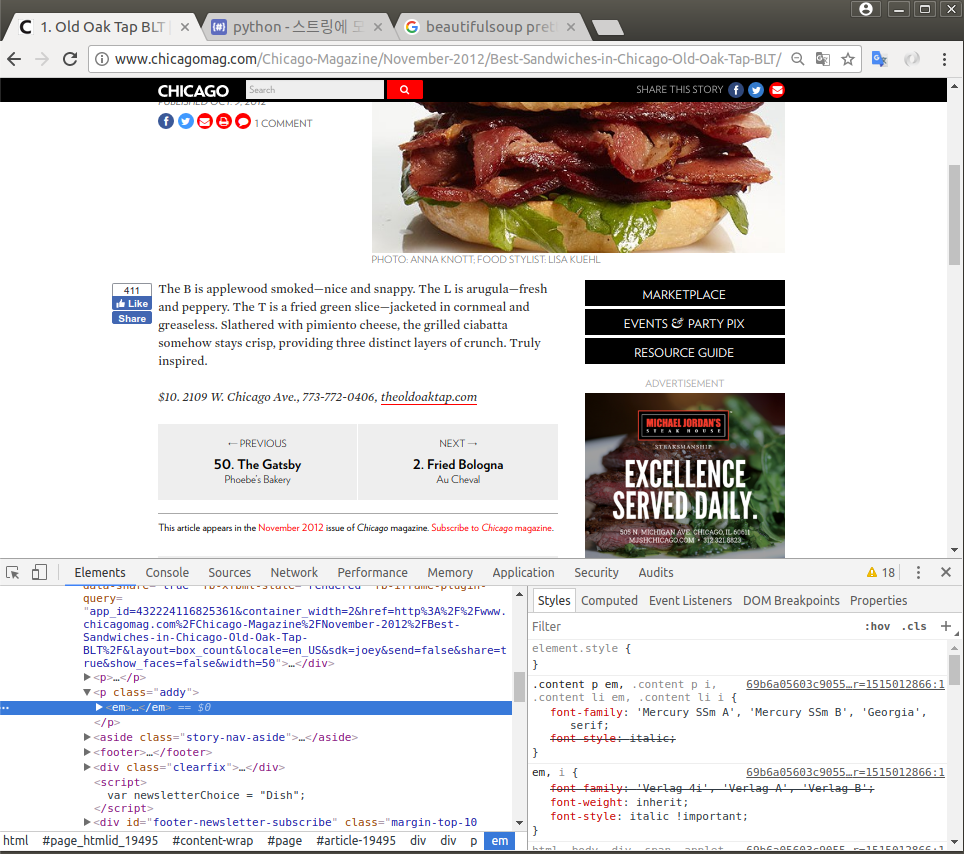 1. Old Oak Tap BLT
python - 스트링에 모
beautifulsoup pret
www.chicagomag.com/Chicago-Magazine/November-2012/Best-Sandwiches-in-Chicago-Old-Oak-Tap-BLT/
CHICAGO
Search
SHARE THIS STORY
PUBLISHED OCT. 9, 2012
1 COMMENT
PHOTO: ANNA KNOTT; FOOD STYLIST: LISA KUEHL
411
Like
Share
The B is applewood smoked—nice and snappy. The L is arugula—fresh
and peppery. The T is a fried green slice—jacketed in cornmeal and
greaseless. Slathered with pimiento cheese, the grilled ciabatta
somehow stays crisp, providing three distinct layers of crunch. Truly
inspired.
$10. 2109 W. Chicago Ave., 773-772-0406, theoldoaktap.com
← PREVIOUS
50. The Gatsby
Phoebe's Bakery
NEXT →
2. Fried Bologna
Au Cheval
This article appears in the November 2012 issue of Chicago magazine. Subscribe to Chicago magazine.
MARKETPLACE
EVENTS & PARTY PIX
RESOURCE GUIDE
ADVERTISEMENT
MICHAEL JORDAN'S
STEAK HOUSE
STEAKSMANSHIP
EXCELLENCE
SERVED DAILY.
505 N. MICHIGAN AVE. CHICAGO, IL 60611
MJSHCHICAGO.COM • 312.321.8823
Elements Console Sources Network Performance Memory Application Security Audits
18
data-share="true" fb-xfbml-state="rendered" fb-iframe-plugin-
query=
"app_id=432224116825361&container_width=2&href=http%3A%2F%2Fwww.
chicagomag.com%2FChicago-Magazine%2FNovember-2012%2FBest-
Sandwiches-in-Chicago-Old-Oak-Tap-
BLT%2F&layout=box_count&locale=en_US&sdk=joey&send=false&share=t
rue&show_faces=false&width=50">…</div>
<p>…</p>
<p class="addy">
<em>…</em> == $0
</p>
<aside class="story-nav-aside">…</aside>
<footer>…</footer>
<div class="clearfix">…</div>
<script>
var newsletterChoice = "Dish";
</script>
<div id="footer-newsletter-subscribe" class="margin-top-10
html #page_htmlid_19495 #content-wrap #page #article-19495 div div p em
Styles Computed Event Listeners DOM Breakpoints Properties
Filter
:hov .cls +
element.style {
}
.content p em, .content p i, 69b6a05603c9055…r=1515012866:1
.content li em, .content li i {
font-family: 'Mercury SSm A', 'Mercury SSm B', 'Georgia',
serif;
font-style: italic;
}
em, i { 69b6a05603c9055…r=1515012866:1
font-family: 'Verlag 4i', 'Verlag A', 'Verlag B';
font-weight: inherit;
font-style: italic !important;
}
html, body, div, span, applet, 69b6a05603c9055…r=1515012866:1